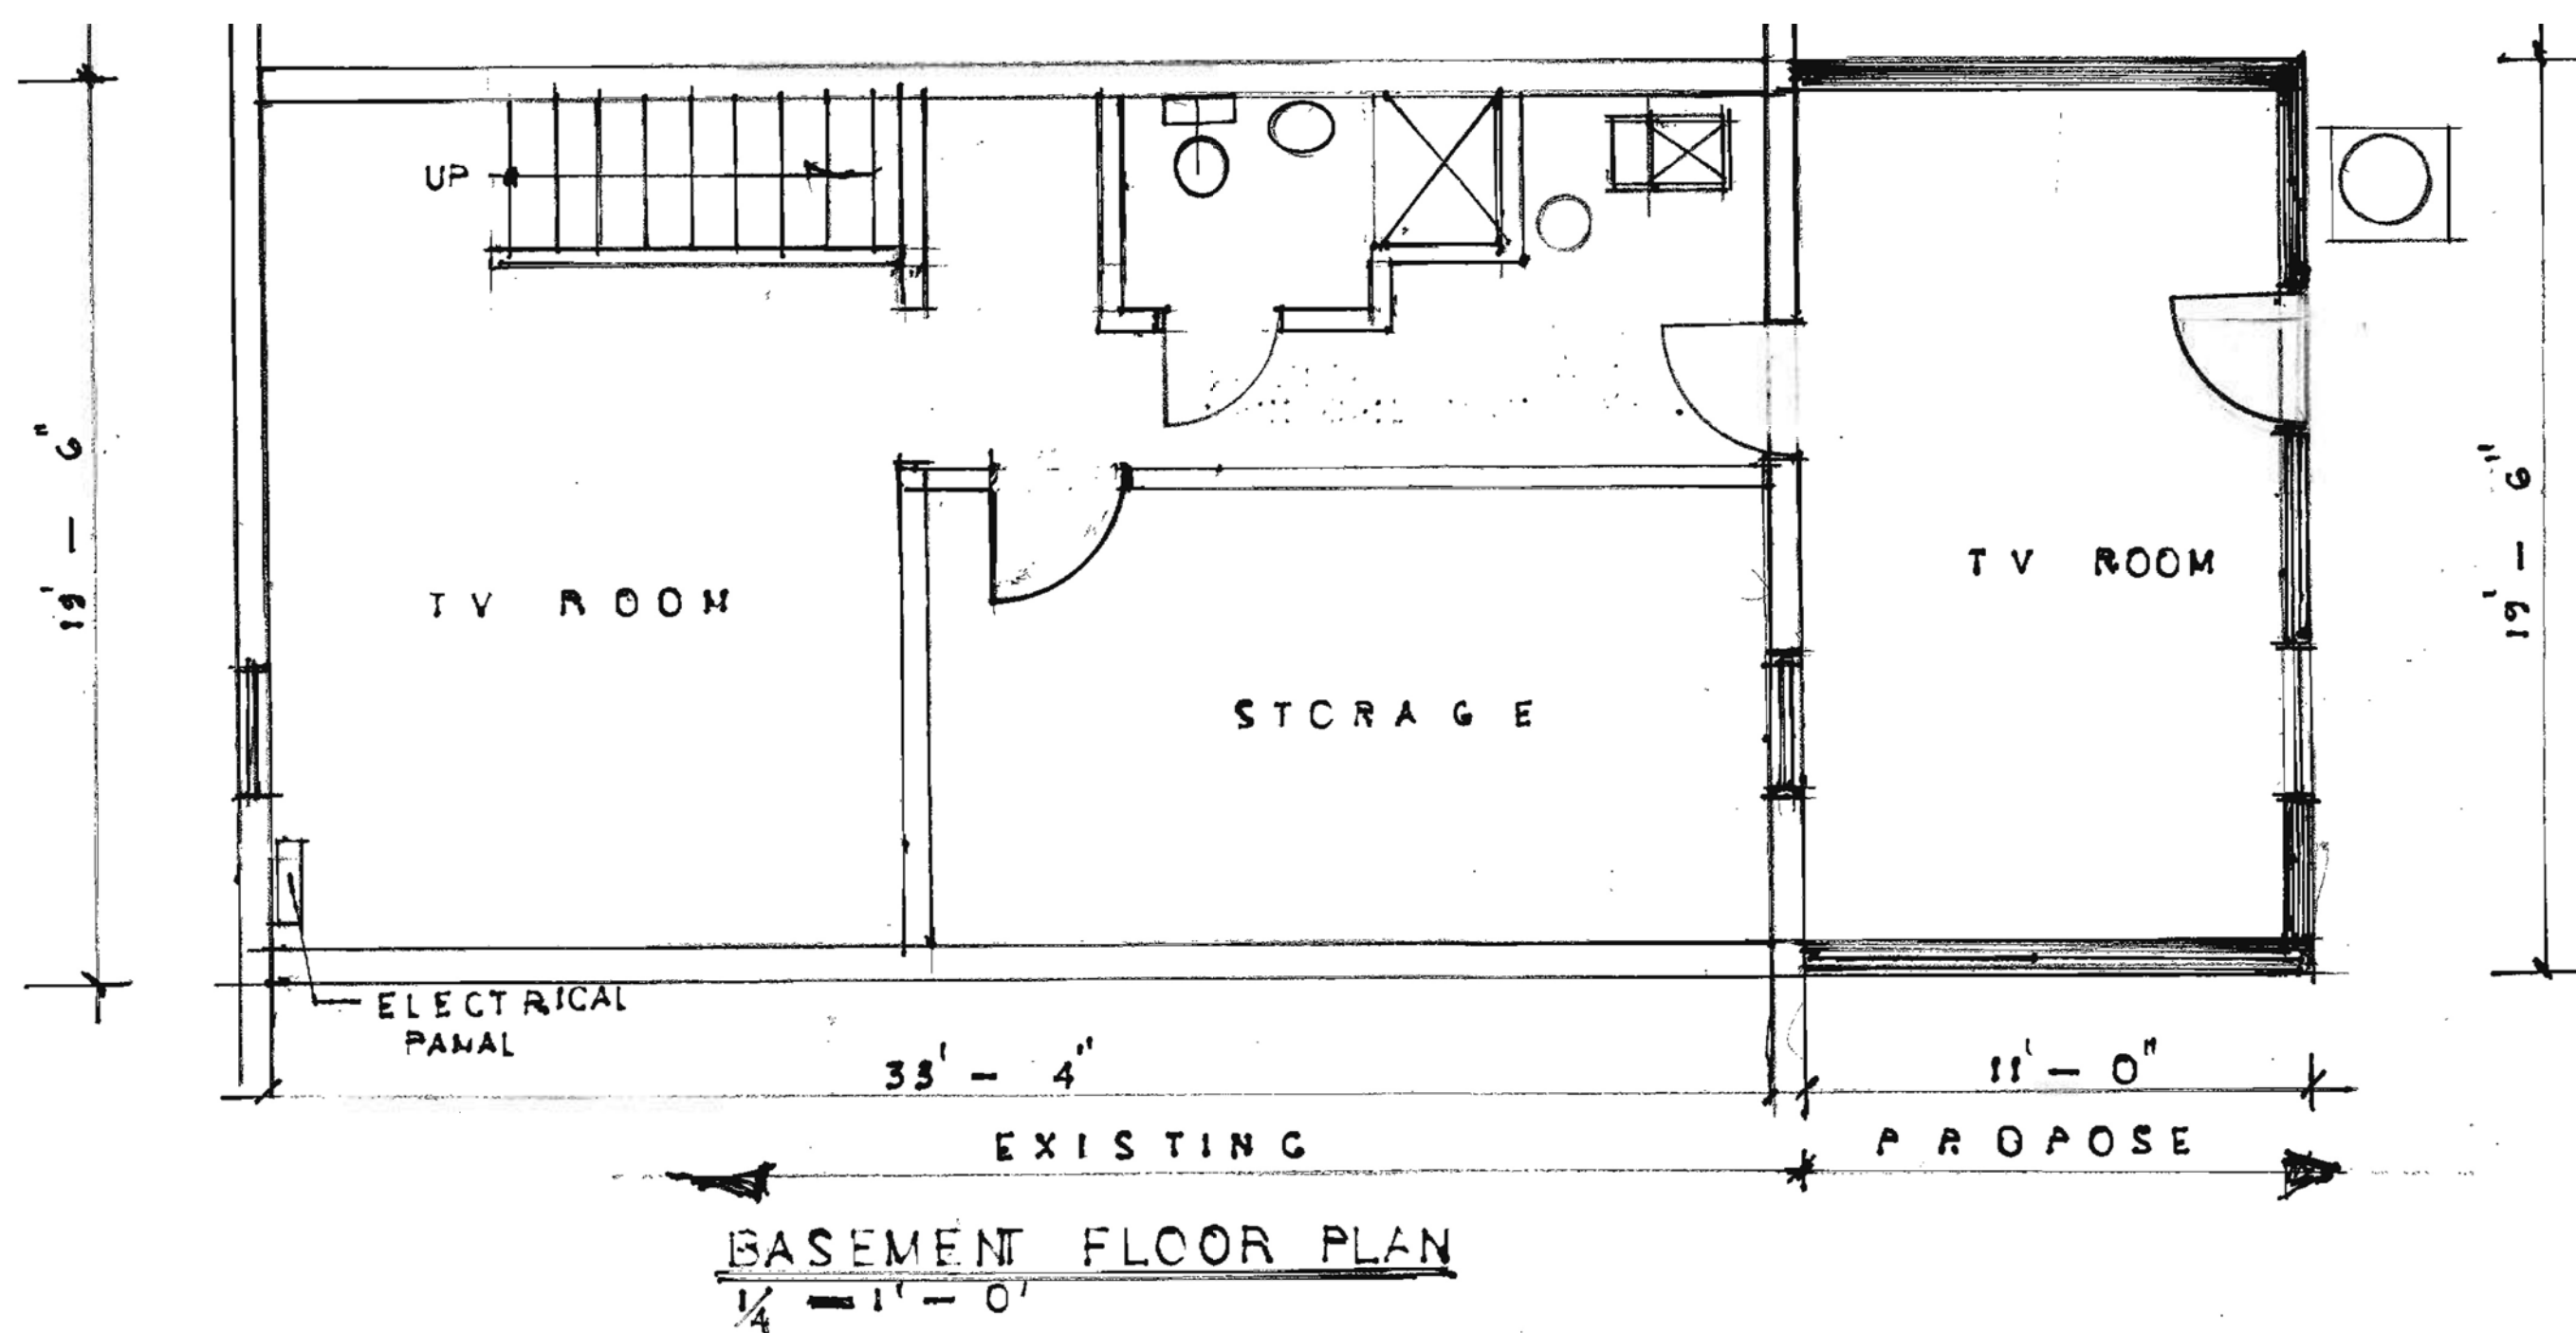 UP
19' - 6"
19' - 6"
TV ROOM
TV ROOM
STORAGE
ELECTRICAL
PANAL
33' - 4"
11' - 0"
EXISTING
PROPOSE
BASEMENT FLOOR PLAN
1/4 = 1' - 0'